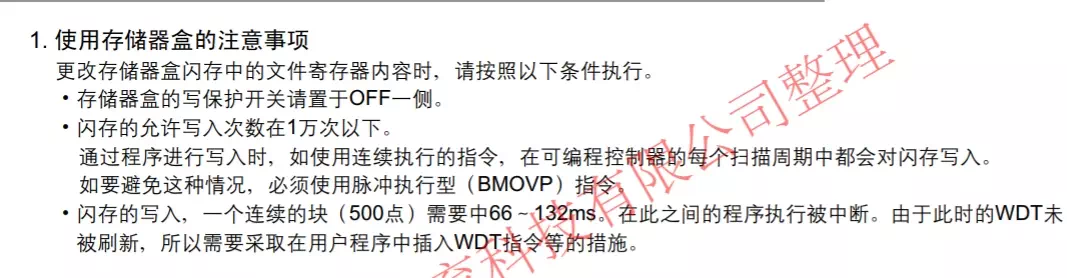 1. 使用存储器盒的注意事项
更改存储器盒闪存中的文件寄存器内容时，请按照以下条件执行。
・存储器盒的写保护开关请置于OFF一侧。
・闪存的允许写入次数在1万次以下。
通过程序进行写入时，如使用连续执行的指令，在可编程控制器的每个扫描周期中都会对闪存写入。
如要避免这种情况，必须使用脉冲执行型（BMOVP）指令。
・闪存的写入，一个连续的块（500点）需要中66～132ms。在此之间的程序执行被中断。由于此时的WDT未
被刷新，所以需要采取在用户程序中插入WDT指令等的措施。
科技有限公司整理